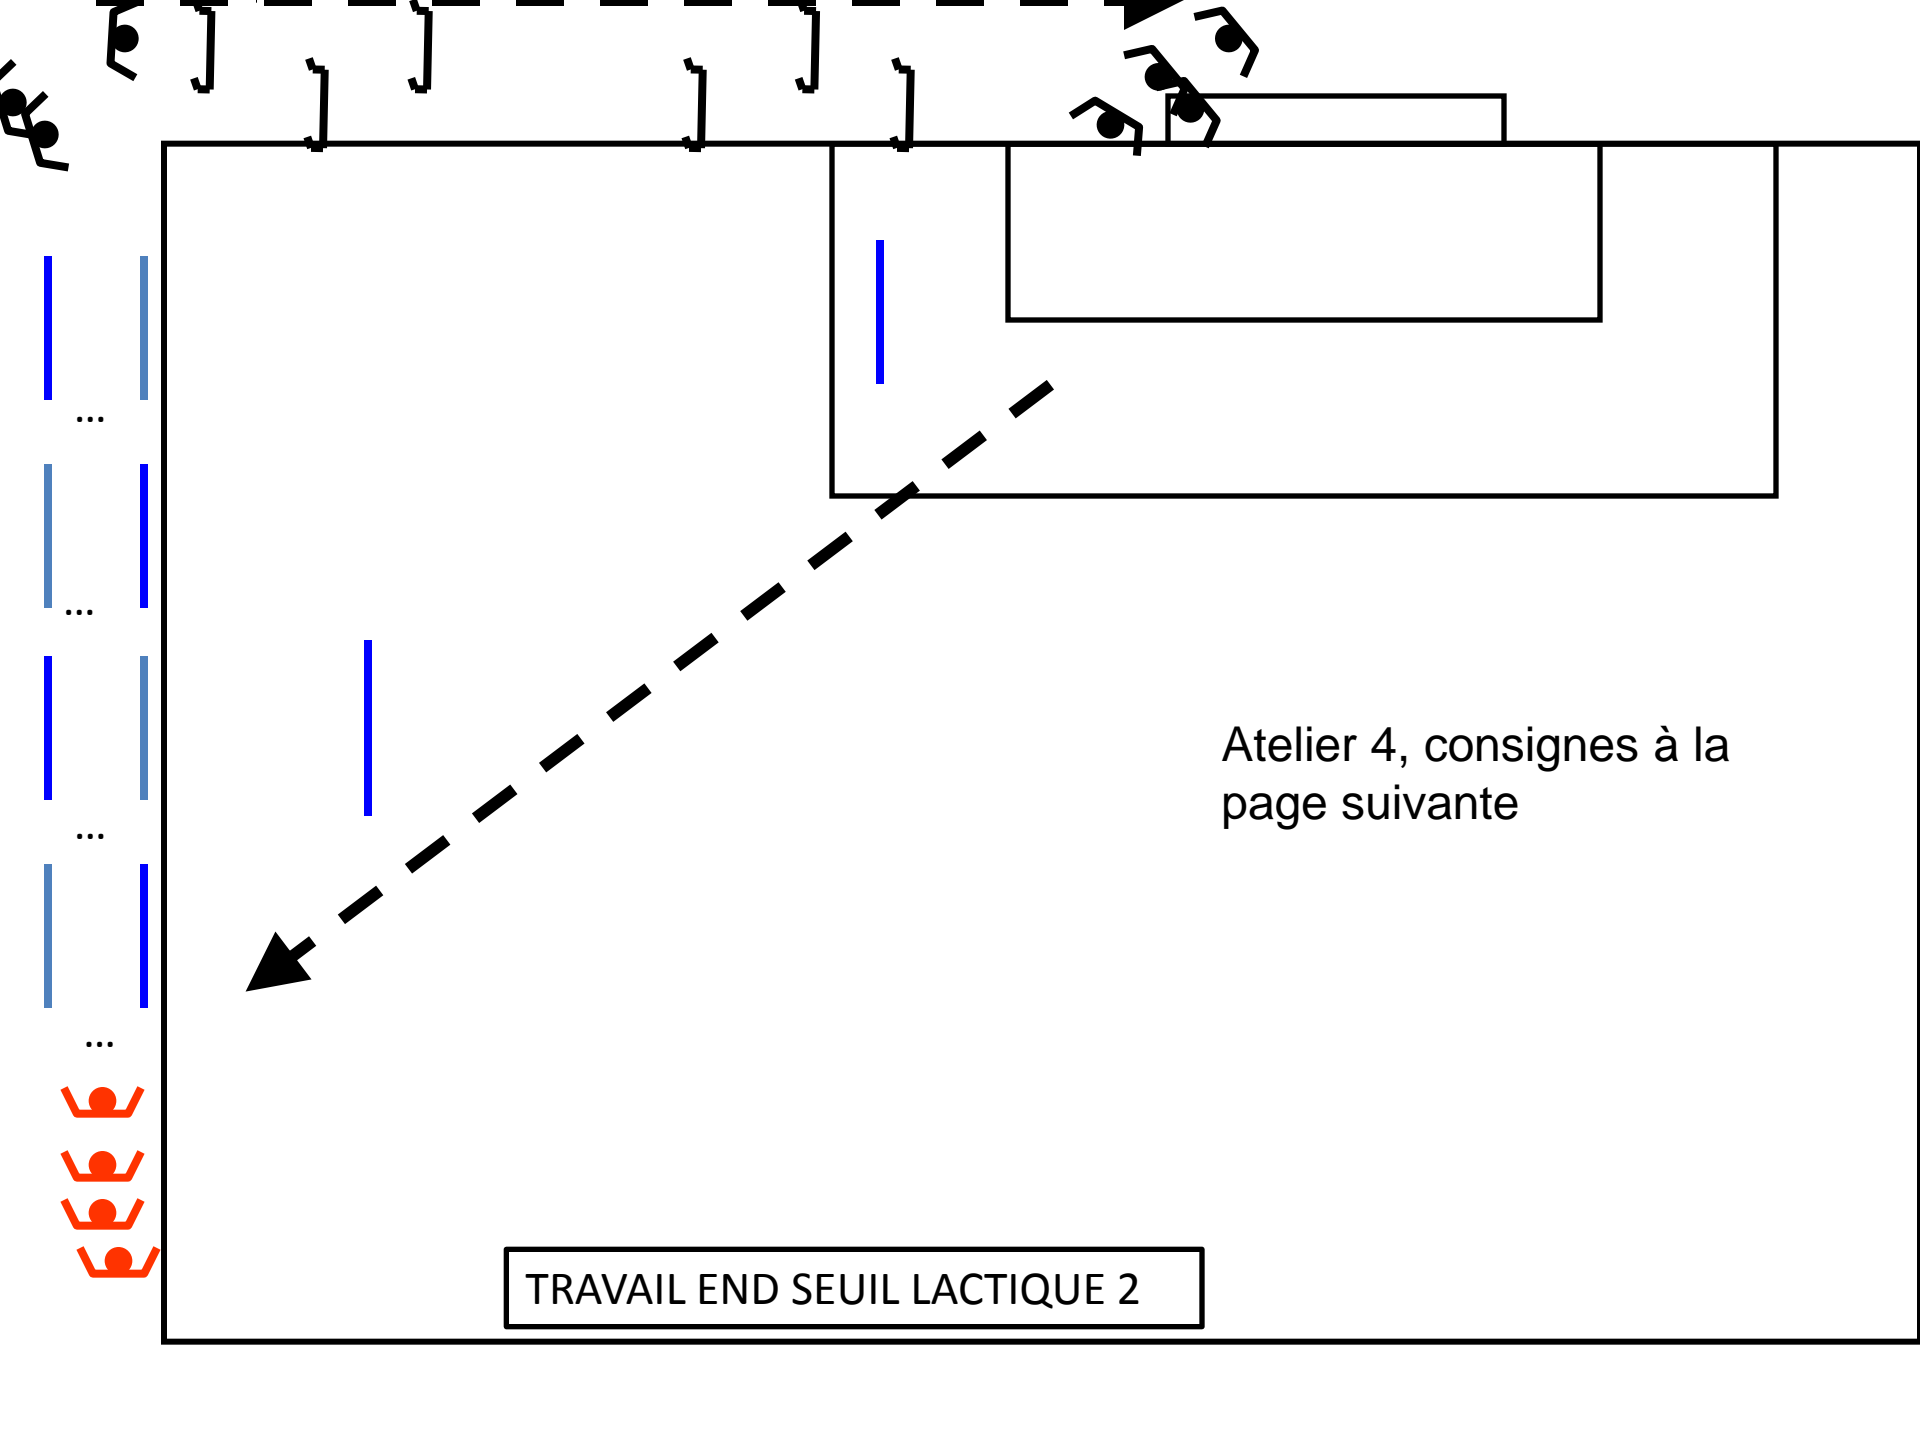 ...
...
Atelier 4, consignes à la
page suivante
...
...
TRAVAIL END SEUIL LACTIQUE 2